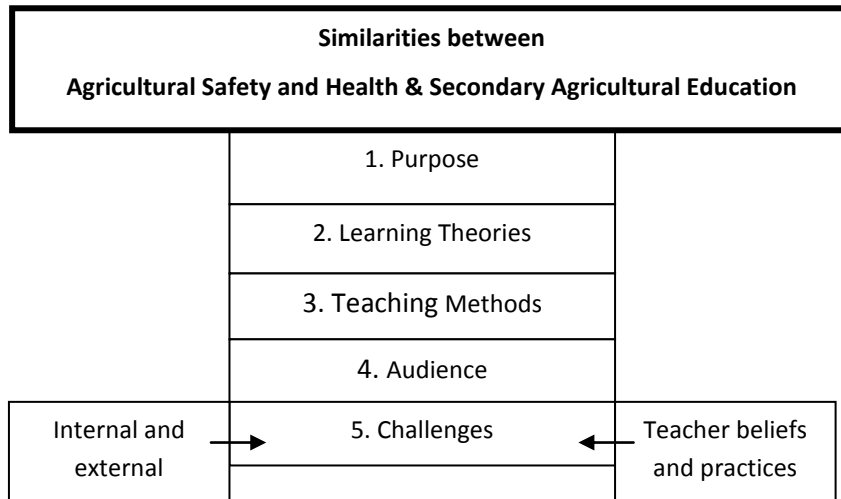 Similarities between
Agricultural Safety and Health & Secondary Agricultural Education
1. Purpose
2. Learning Theories
3. Teaching Methods
4. Audience
Internal and
external
5. Challenges
Teacher beliefs
and practices